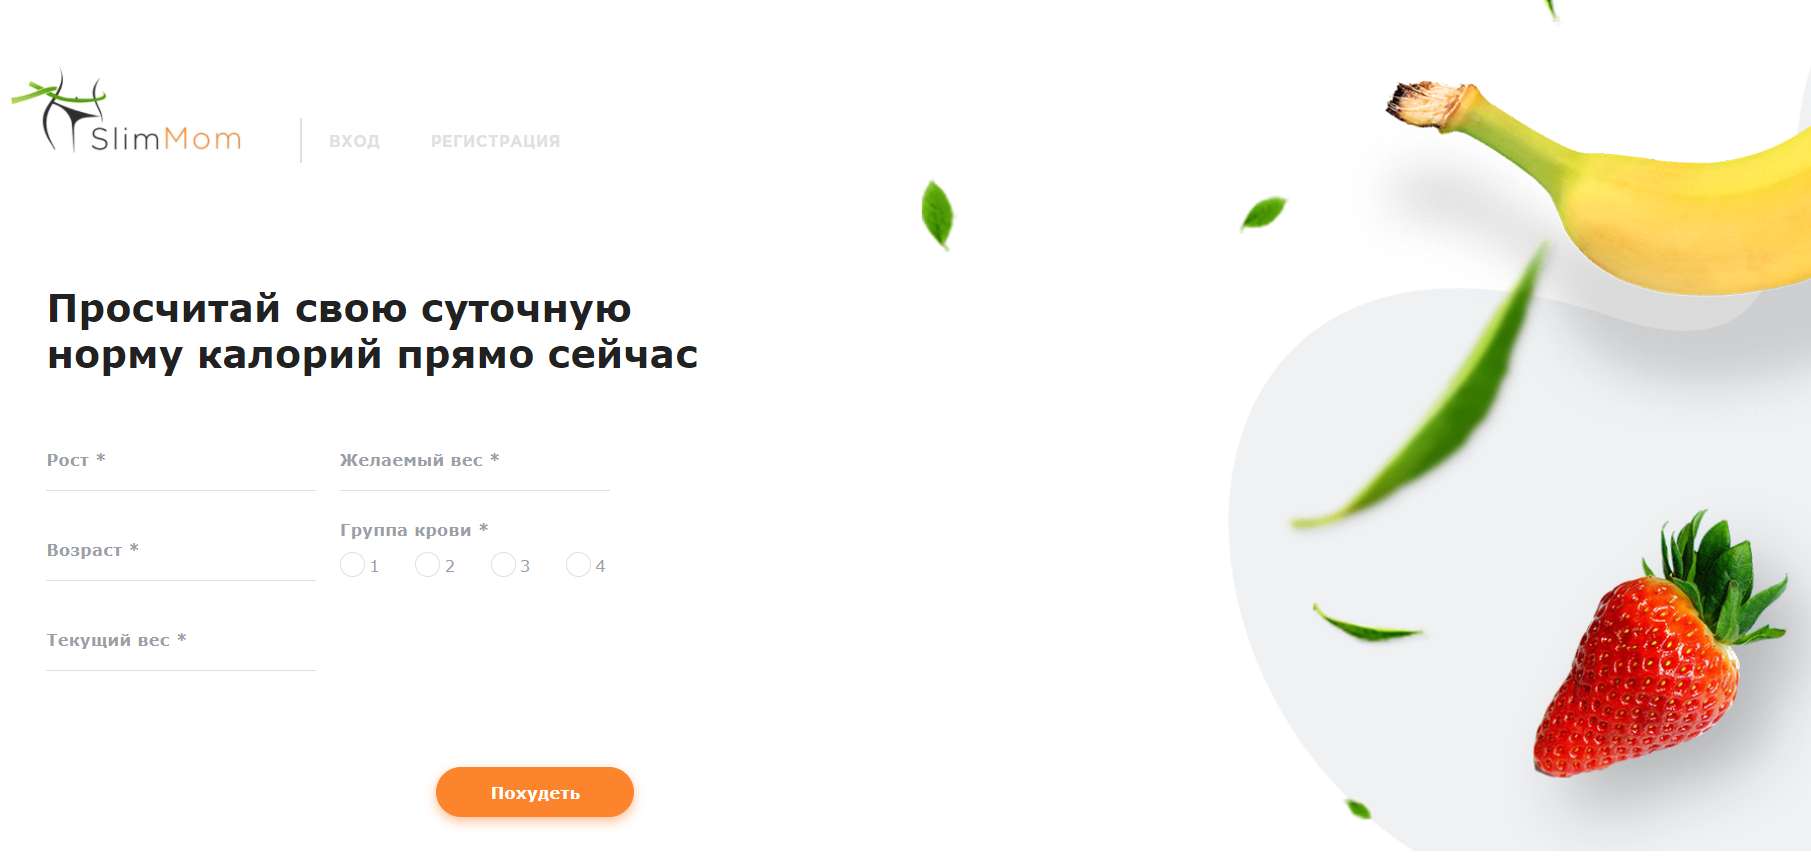 SlimMom
ВХОД
РЕГИСТРАЦИЯ
Просчитай свою суточную
норму калорий прямо сейчас
Рост *
Желаемый вес *
Группа крови *
Возраст *
1 2 3 4
Текущий вес *
Похудеть